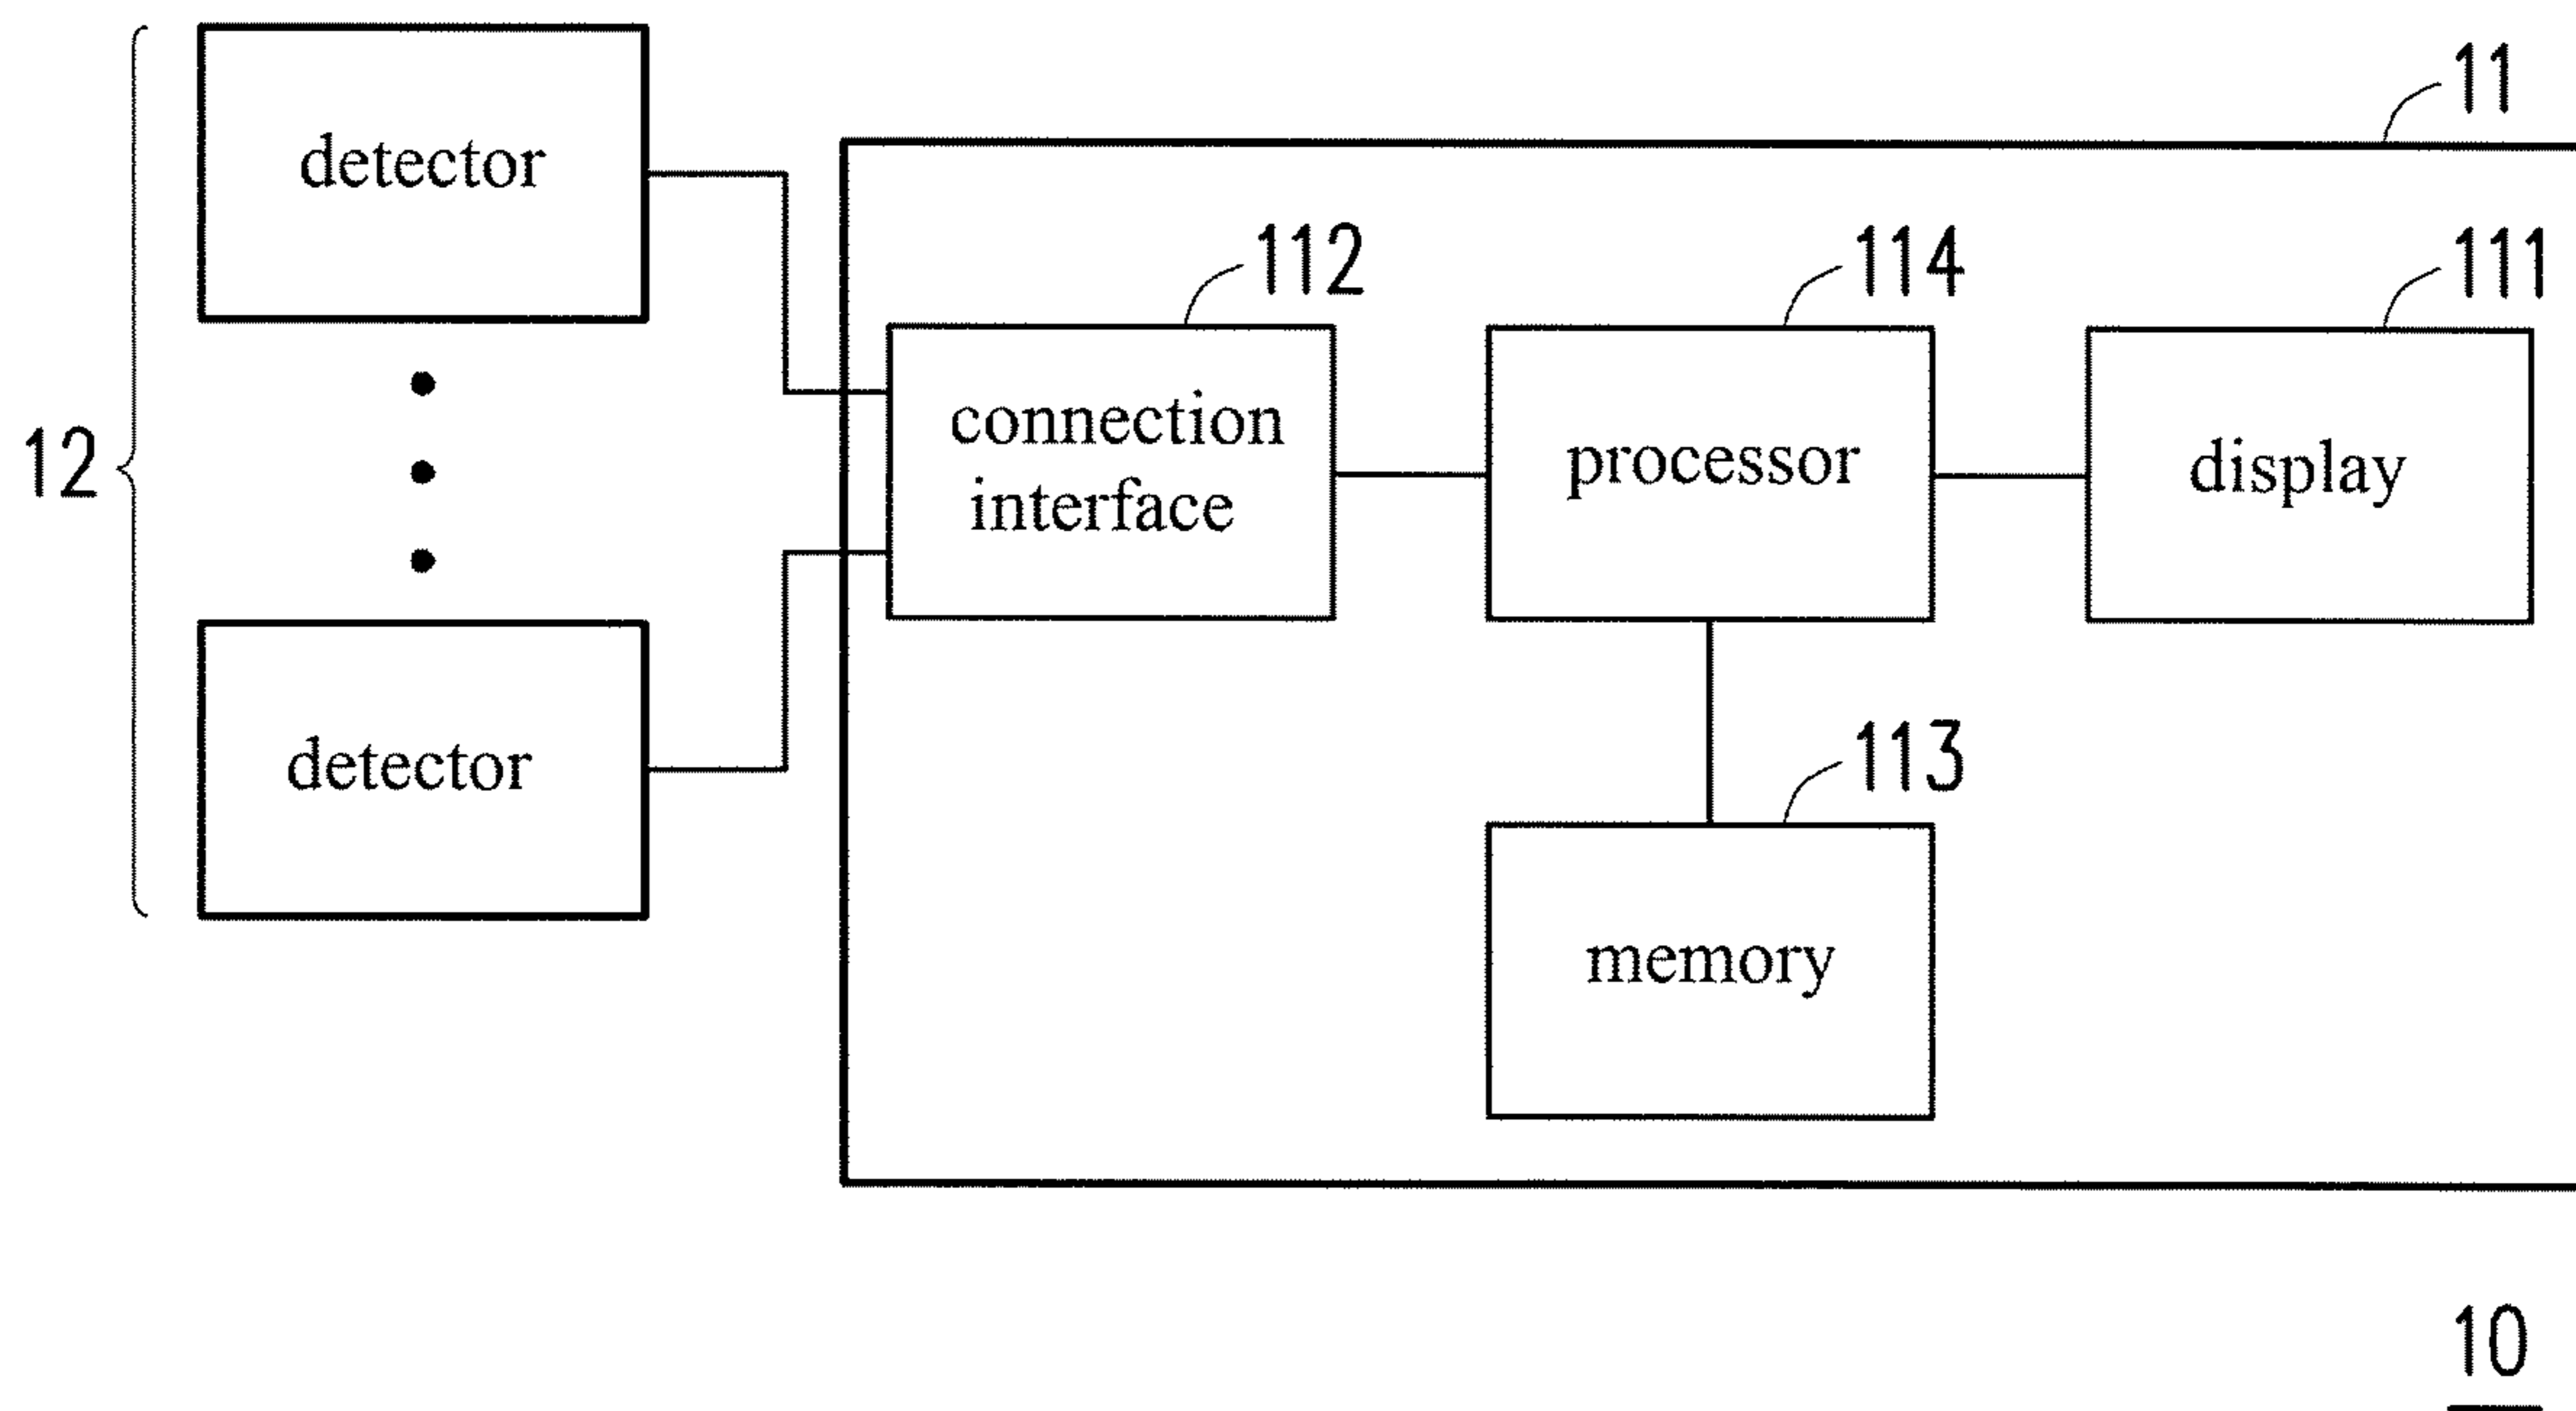 detector
11
112
114
111
connection
interface
processor
display
12
detector
113
memory
10